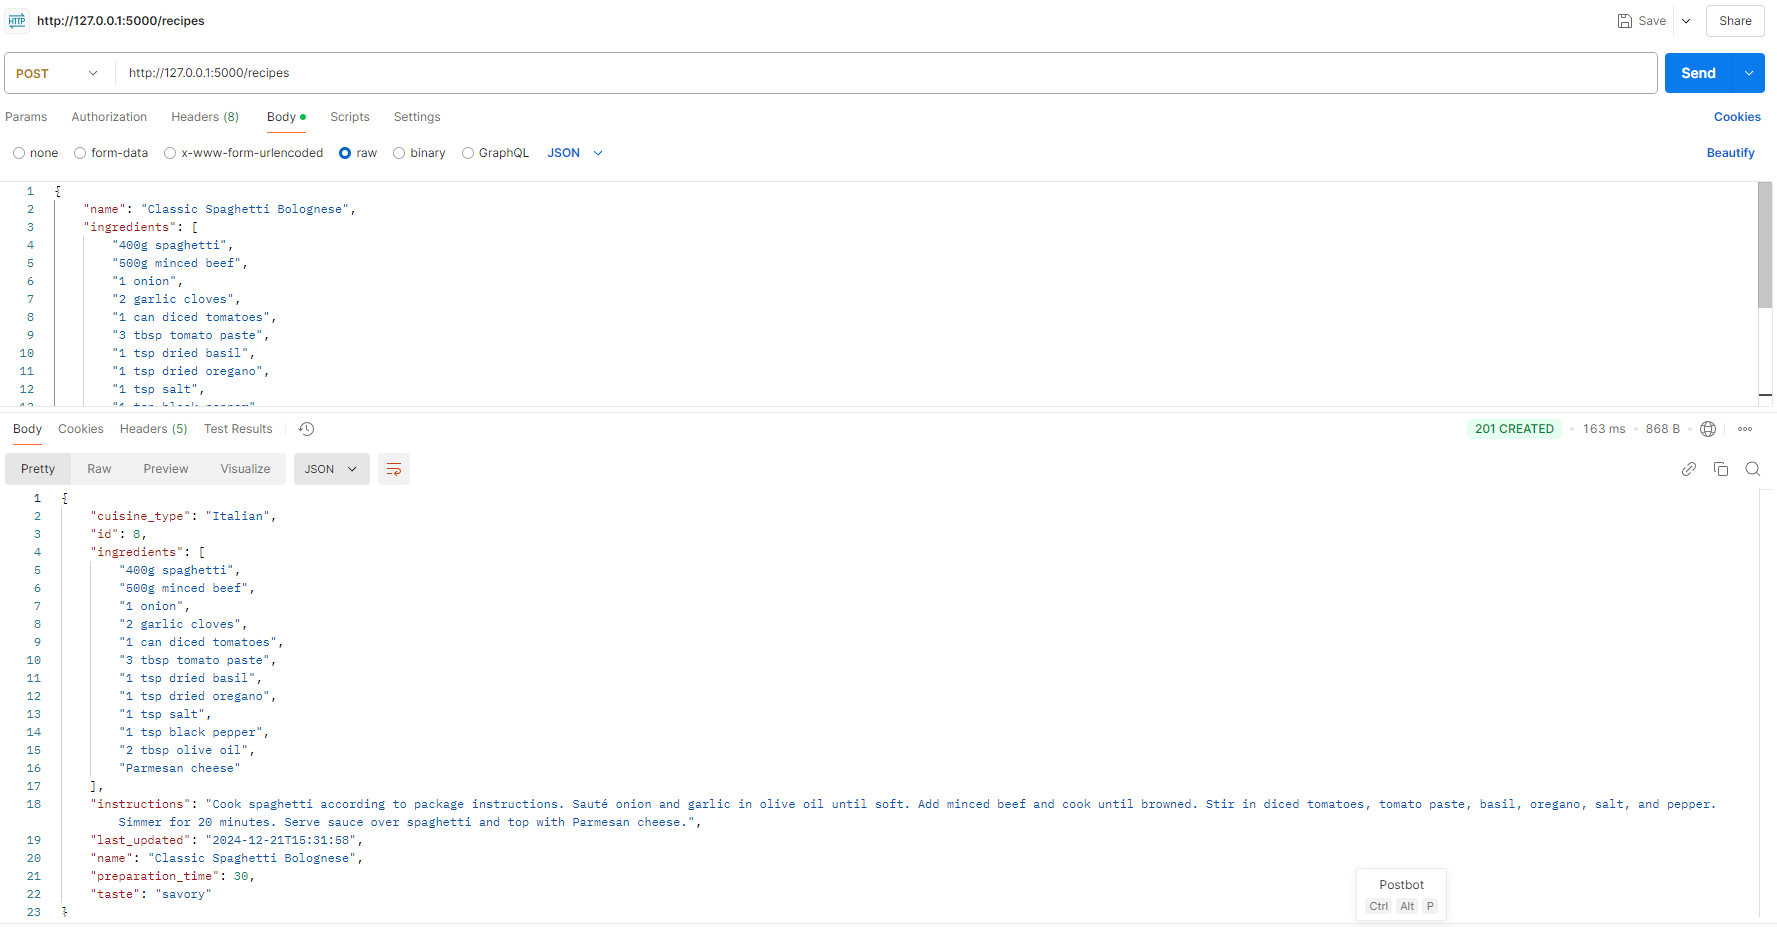 HTTP http://127.0.0.1:5000/recipes Save Share
POST http://127.0.0.1:5000/recipes Send
Params Authorization Headers (8) Body Scripts Settings Cookies
none form-data x-www-form-urlencoded raw binary GraphQL JSON Beautify
1 {
2 "name": "Classic Spaghetti Bolognese",
3 "ingredients": [
4 "400g spaghetti",
5 "500g minced beef",
6 "1 onion",
7 "2 garlic cloves",
8 "1 can diced tomatoes",
9 "3 tbsp tomato paste",
10 "1 tsp dried basil",
11 "1 tsp dried oregano",
12 "1 tsp salt",
13 "1 tsp black pepper"
Body Cookies Headers (5) Test Results 201 CREATED 163 ms 868 B
Pretty Raw Preview Visualize JSON
1 {
2 "cuisine_type": "Italian",
3 "id": 8,
4 "ingredients": [
5 "400g spaghetti",
6 "500g minced beef",
7 "1 onion",
8 "2 garlic cloves",
9 "1 can diced tomatoes",
10 "3 tbsp tomato paste",
11 "1 tsp dried basil",
12 "1 tsp dried oregano",
13 "1 tsp salt",
14 "1 tsp black pepper",
15 "2 tbsp olive oil",
16 "Parmesan cheese"
17 ],
18 "instructions": "Cook spaghetti according to package instructions. Sauté onion and garlic in olive oil until soft. Add minced beef and cook until browned. Stir in diced tomatoes, tomato paste, basil, oregano, salt, and pepper.
Simmer for 20 minutes. Serve sauce over spaghetti and top with Parmesan cheese.",
19 "last_updated": "2024-12-21T15:31:58",
20 "name": "Classic Spaghetti Bolognese",
21 "preparation_time": 30,
22 "taste": "savory"
23 }
Postbot
Ctrl Alt P